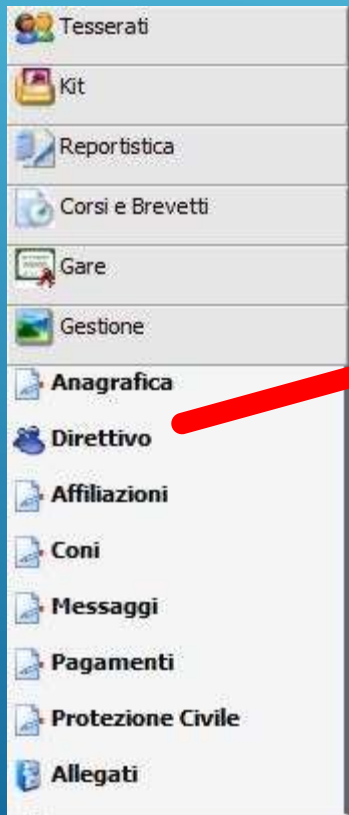 Tesserati
Kit
Reportistica
Corsi e Brevetti
Gare
Gestione
Anagrafica
Direttivo
Affiliazioni
Coni
Messaggi
Pagamenti
Protezione Civile
Allegati